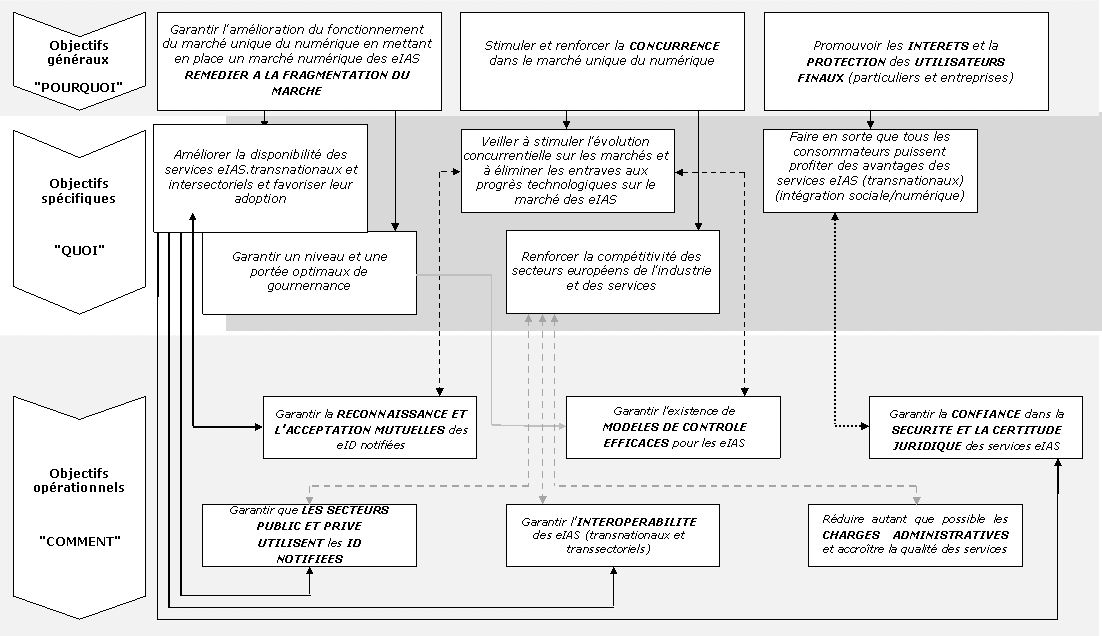 Objectifs
généraux
"POURQUOI"
Garantir l'amélioration du fonctionnement
du marché unique du numérique en mettant
en place un marché numérique des eIAS
REMEDIER A LA FRAGMENTATION DU
MARCHE
Stimuler et renforcer la CONCURRENCE
dans le marché unique du numérique
Promouvoir les INTERETS et la
PROTECTION des UTILISATEURS
FINAUX (particuliers et entreprises)
Objectifs
spécifiques
"QUOI"
Améliorer la disponibilité des
services eIAS.transnationaux et
intersectoriels et favoriser leur
adoption
Veiller à stimuler l'évolution
concurrentielle sur les marchés et
à éliminer les entraves aux
progrès technologiques sur le
marché des eIAS
Faire en sorte que tous les
consommateurs puissent
profiter des avantages des
services eIAS (transnationaux)
(intégration sociale/numérique)
Garantir un niveau et une
portée optimaux de
gournernance
Renforcer la compétitivité des
secteurs européens de l'industrie
et des services
Objectifs
opérationnels
"COMMENT"
Garantir la RECONNAISSANCE ET
L'ACCEPTATION MUTUELLES des
eID notifiées
Garantir l'existence de
MODELES DE CONTROLE
EFFICACES pour les eIAS
Garantir la CONFIANCE dans la
SECURITE ET LA CERTITUDE
JURIDIQUE des services eIAS
Garantir que LES SECTEURS
PUBLIC ET PRIVE
UTILISENT les ID
NOTIFIEES
Garantir l'INTEROPERABILITE
des eIAS (transnationaux et
transsectoriels)
Réduire autant que possible les
CHARGES ADMINISTRATIVES
et accroître la qualité des services